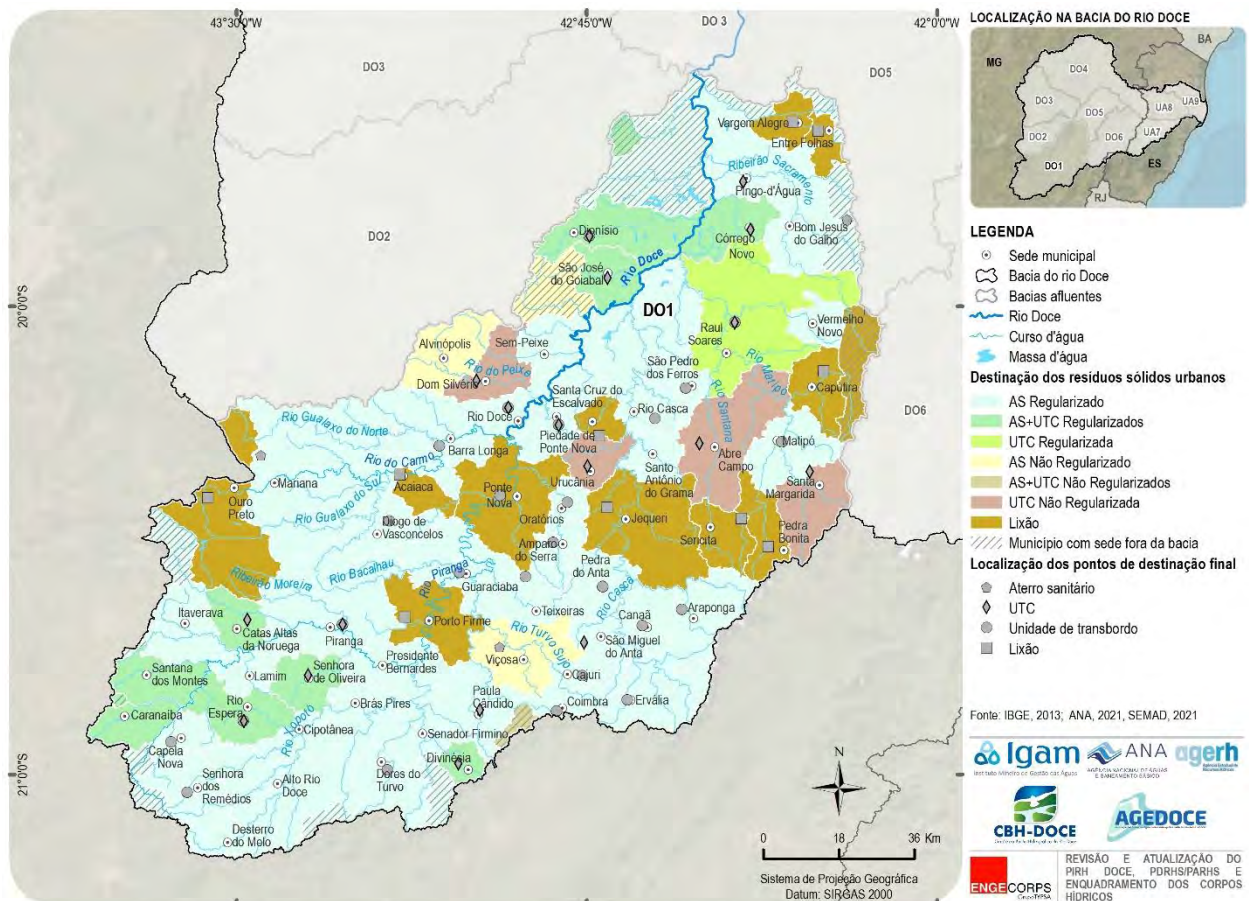 43°30'0"W
42°45'0"W
42°0'0"W
20°0'0"S
21°0'0"S
DO 3
DO3
DO5
DO2
DO6
DO1
Vargem Alegre
Entre Folhas
Ribeirão Sacramento
Pingo-d'Água
Bom Jesus
do Galho
Dionísio
Córrego
Novo
São José
do Goiabal
Rio Doce
Raul
Soares
Vermelho
Novo
Alvinópolis
Sem-Peixe
Rio do Peixe
Dom Silvério
São Pedro
dos Ferros
Rio Matipó
Caputira
Rio Santana
Santa Cruz do
Escalvado
Rio Casca
Rio Gualaxo do Norte
Rio Doce
Piedade de
Ponte Nova
Barra Longa
Abre
Campo
Matipó
Rio do Carmo
Urucânia
Santo
Antônio
do Grama
Santa
Margarida
Mariana
Acaiaca
Ponte
Nova
Ouro
Preto
Rio Gualaxo do Sul
Oratórios
Jequeri
Diogo de
Vasconcelos
Sericita
Pedra
Bonita
Amparo
do Serra
Rio Bacalhau
Rio Piranga
Pedra
do Anta
Guaraciaba
Ribeirão Moreira
Rio Casca
Araponga
Itaverava
Teixeiras
Canaã
Porto Firme
Rio Turvo Sujo
Catas Altas
da Noruega
Piranga
São Miguel
do Anta
Viçosa
Presidente
Bernardes
Senhora
de Oliveira
Santana
dos Montes
Lamim
Cajuri
Paula
Cândido
Ervália
Rio
Espera
Brás Pires
Coimbra
Caranaíba
Rio Xopotó
Cipotânea
Senador Firmino
Capela
Nova
Divinésia
Senhora
dos
Remédios
Alto Rio
Doce
Dores do
Turvo
Desterro
do Melo
N
0 18 36 Km
Sistema de Projeção Geográfica
Datum: SIRGAS 2000
LOCALIZAÇÃO NA BACIA DO RIO DOCE
BA
MG
DO4
DO3
UA8
UA9
DO5
DO2
DO6
UA7
DO1
ES
RJ
LEGENDA
Sede municipal
Bacia do rio Doce
Bacias afluentes
Rio Doce
Curso d'água
Massa d'água
Destinação dos resíduos sólidos urbanos
AS Regularizado
AS+UTC Regularizados
UTC Regularizada
AS Não Regularizado
AS+UTC Não Regularizados
UTC Não Regularizada
Lixão
Município com sede fora da bacia
Localização dos pontos de destinação final
Aterro sanitário
UTC
Unidade de transbordo
Lixão
Fonte: IBGE, 2013; ANA, 2021, SEMAD, 2021
Igam
Instituto Mineiro de Gestão das Águas
ANA
AGÊNCIA NACIONAL DE ÁGUAS
E SANEAMENTO BÁSICO
agerh
CBH-DOCE
AGEDOCE
ENGECORPS
REVISÃO E ATUALIZAÇÃO DO
PIRH DOCE, PDRHS/PARHS E
ENQUADRAMENTO DOS CORPOS
HÍDRICOS